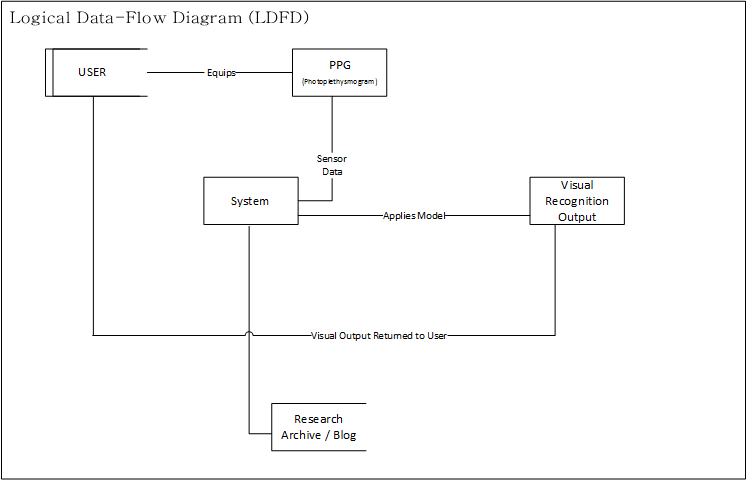 Logical Data-Flow Diagram (LDFD)
USER
Equips
PPG
(Photoplethysmogram)
Sensor
Data
System
Applies Model
Visual
Recognition
Output
Visual Output Returned to User
Research
Archive / Blog